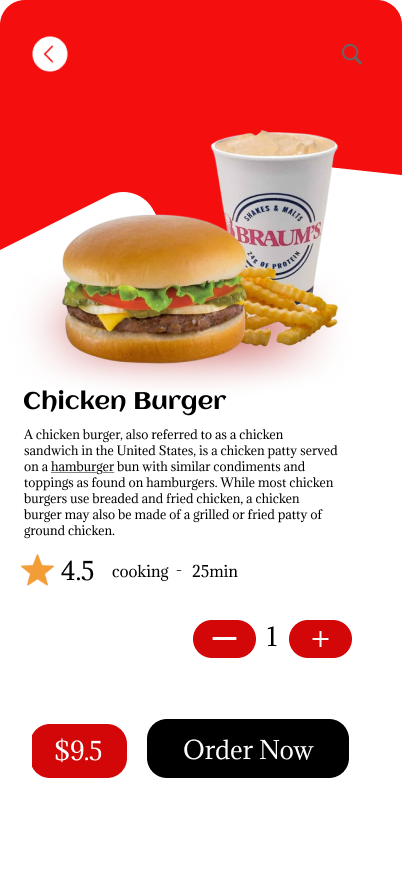 SHAKES & MALTS
BRAUM'S
24g OF PROTEIN
Chicken Burger
A chicken burger, also referred to as a chicken
sandwich in the United States, is a chicken patty served
on a hamburger bun with similar condiments and
toppings as found on hamburgers. While most chicken
burgers use breaded and fried chicken, a chicken
burger may also be made of a grilled or fried patty of
ground chicken.
4.5 cooking - 25min
1
$9.5 Order Now